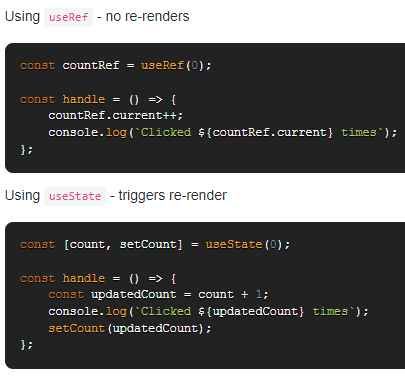 Using useRef - no re-renders
const countRef = useRef(0);
const handle = () => {
    countRef.current++;
    console.log(`Clicked ${countRef.current} times`);
};
Using useState - triggers re-render
const [count, setCount] = useState(0);
const handle = () => {
    const updatedCount = count + 1;
    console.log(`Clicked ${updatedCount} times`);
    setCount(updatedCount);
};